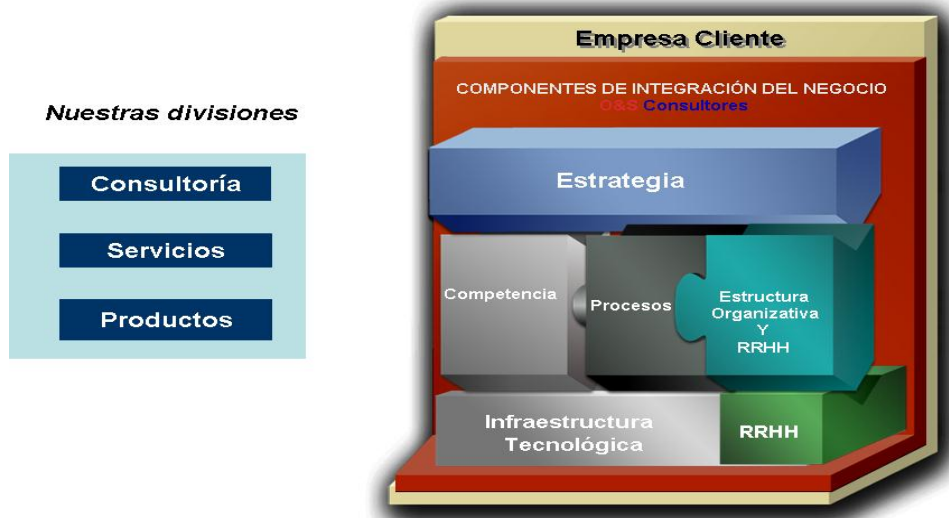 Nuestras divisiones
Consultoría
Servicios
Productos
Empresa Cliente
COMPONENTES DE INTEGRACIÓN DEL NEGOCIO
O&S Consultores
Estrategia
Competencia
Procesos
Estructura
Organizativa
Y
RRHH
Infraestructura
Tecnológica
RRHH